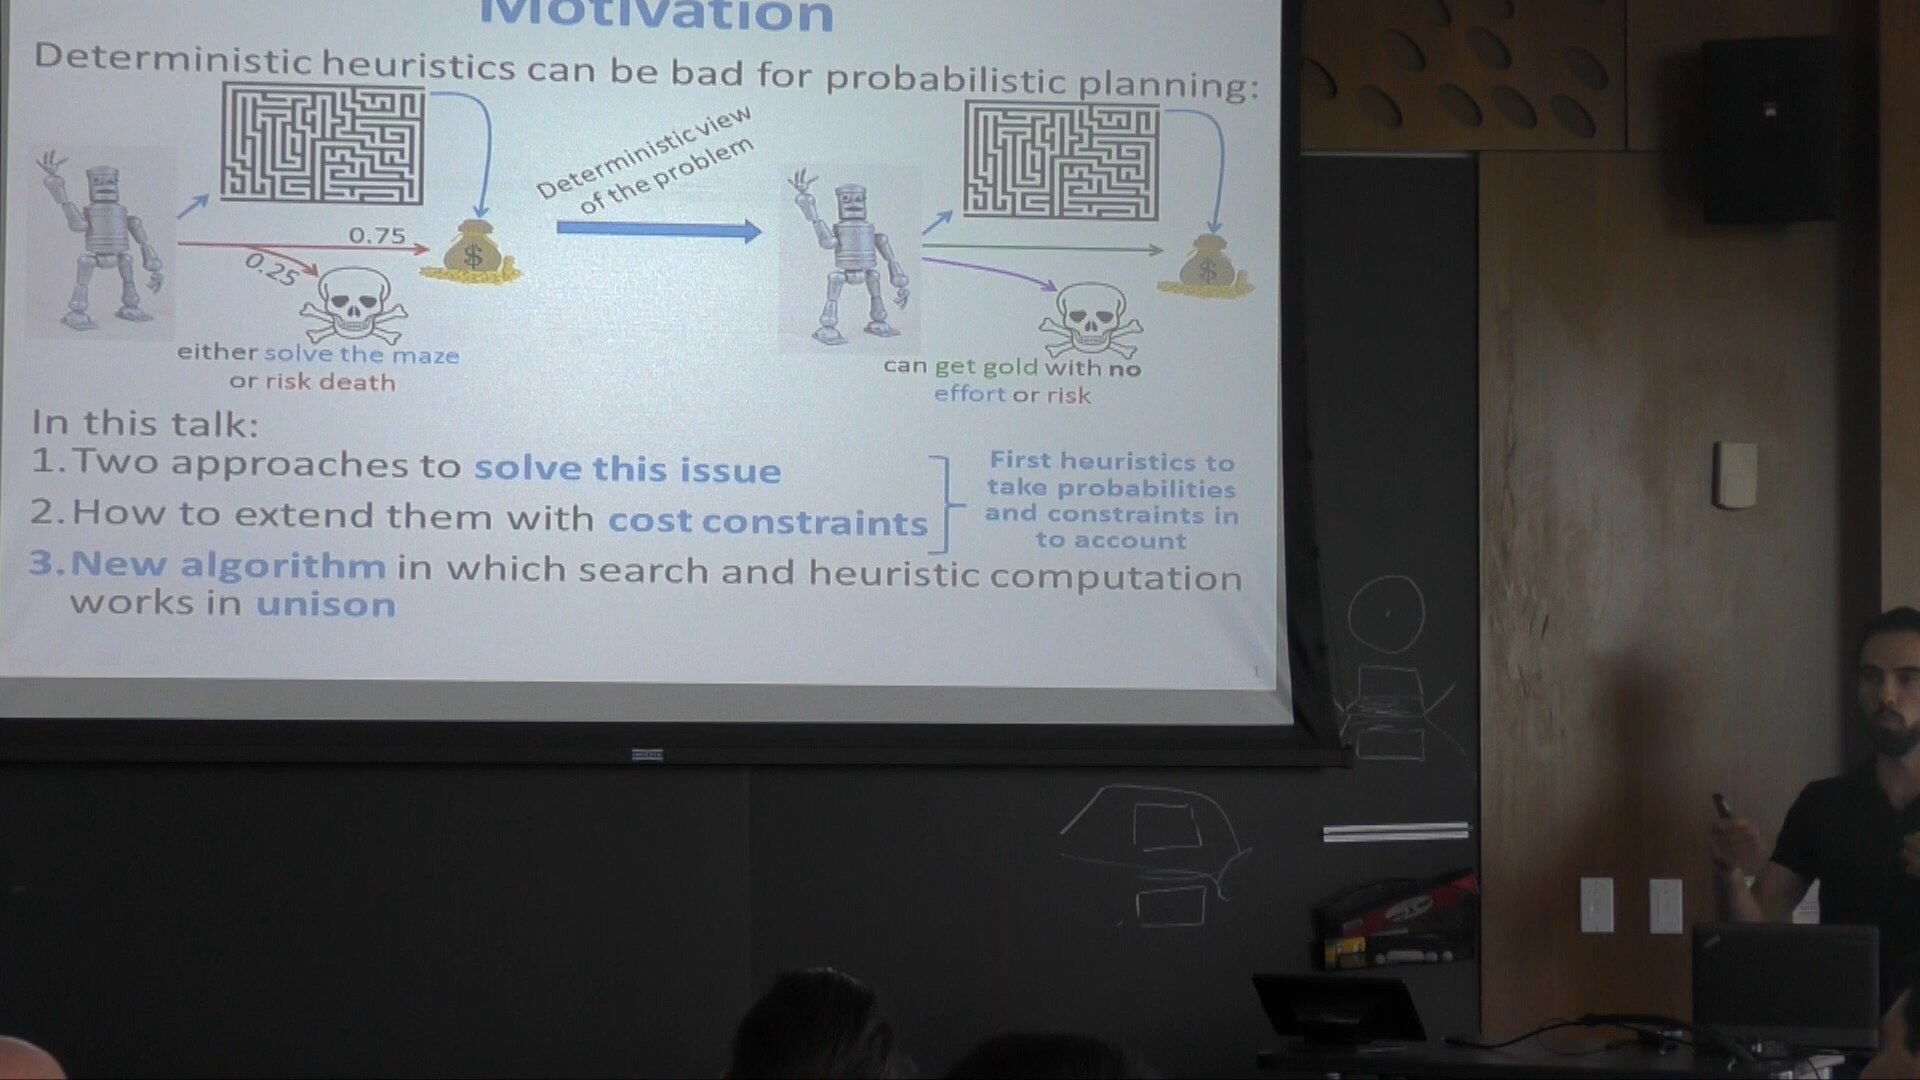 Motivation
Deterministic heuristics can be bad for probabilistic planning:
Deterministic view
of the problem
0.75
0.25
$
$
either solve the maze
or risk death
can get gold with no
effort or risk
In this talk:
1. Two approaches to solve this issue
2. How to extend them with cost constraints
First heuristics to
take probabilities
and constraints in
to account
3. New algorithm in which search and heuristic computation
works in unison
1